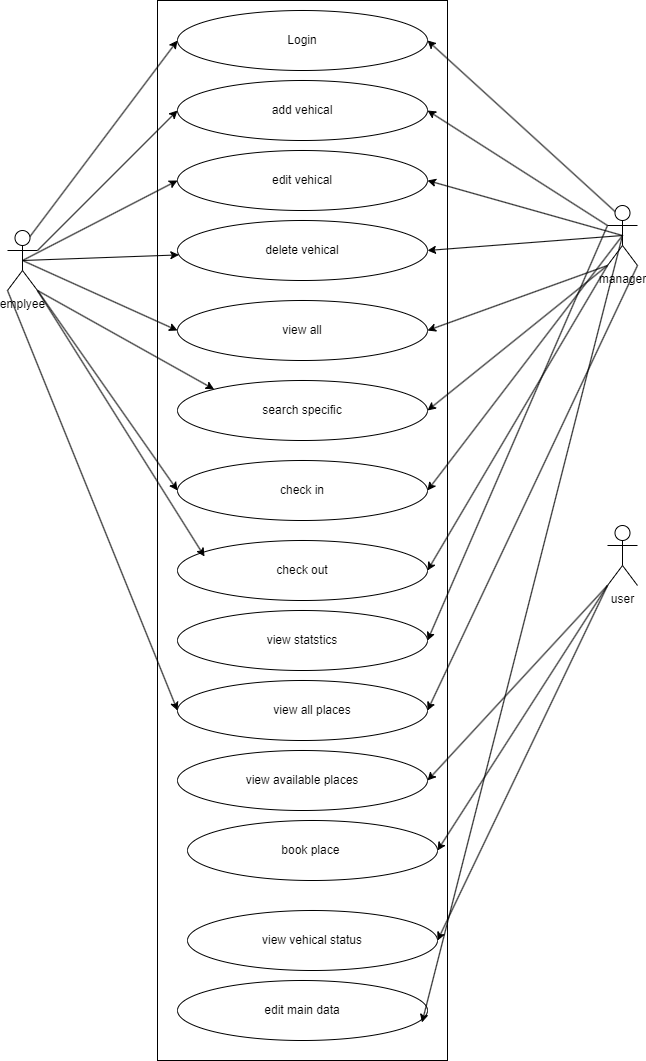 Login
add vehical
edit vehical
delete vehical
manager
emplyee
view all
search specific
check in
check out
user
view statstics
view all places
view available places
book place
view vehical status
edit main data